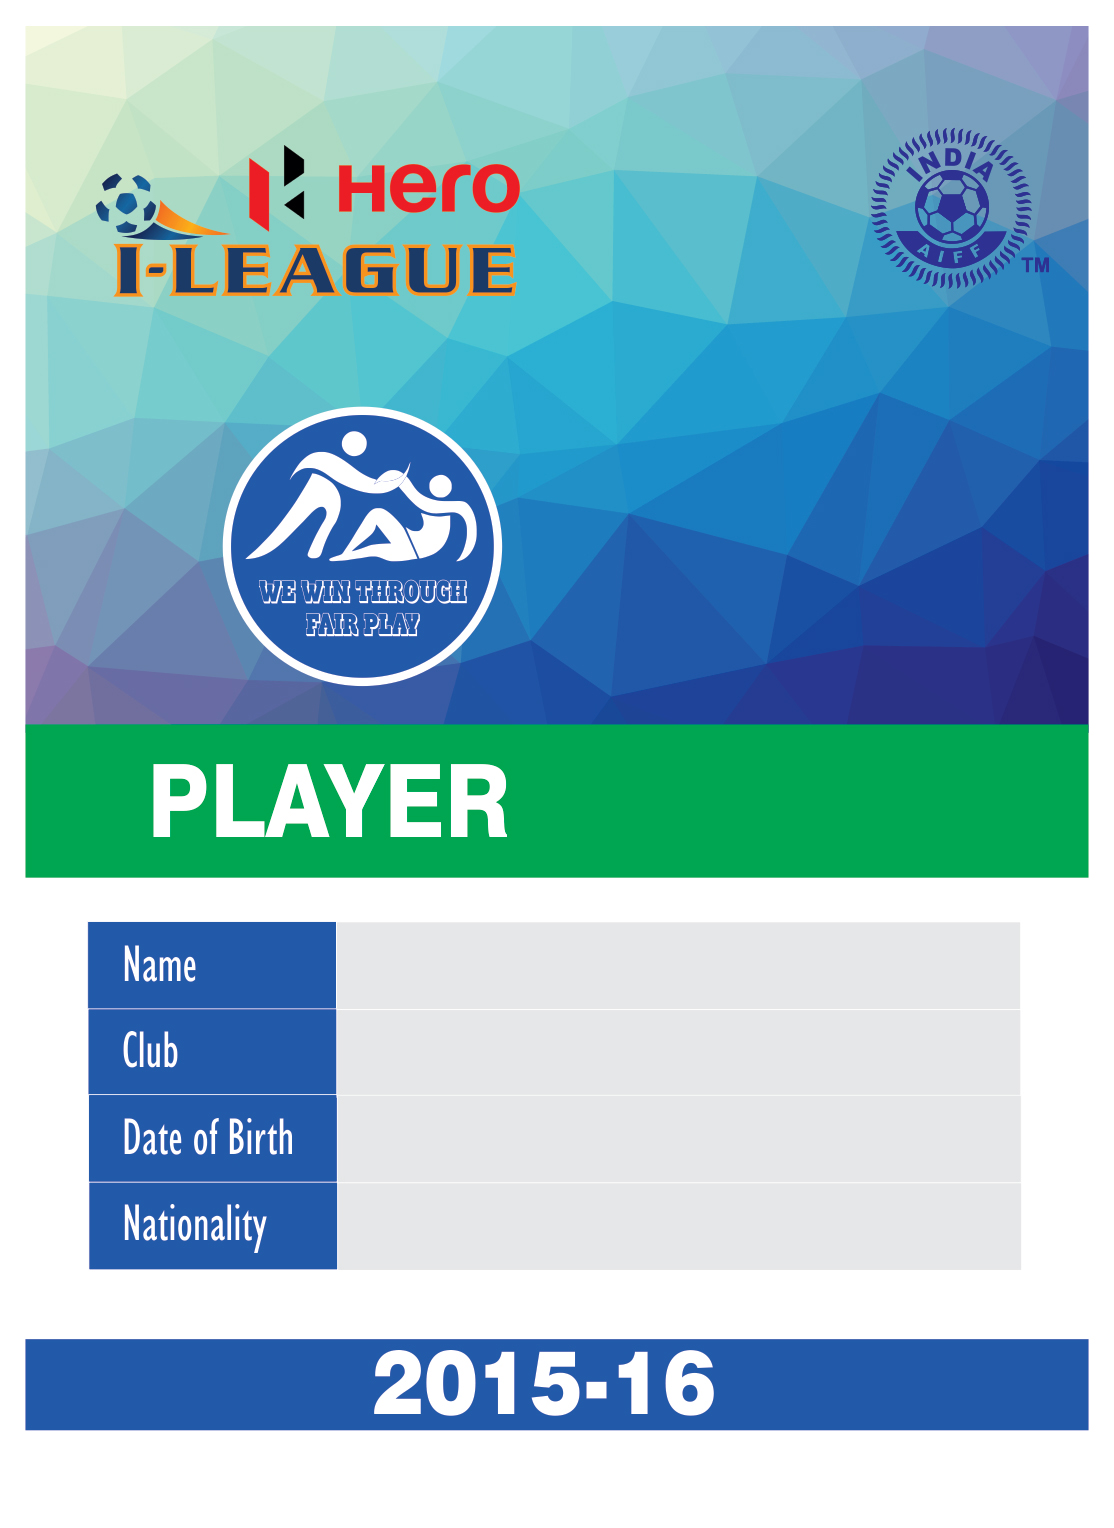 Hero
I-LEAGUE
INDIA
AIFF
TM
WE WIN THROUGH
FAIR PLAY
PLAYER
Name
Club
Date of Birth
Nationality
2015-16